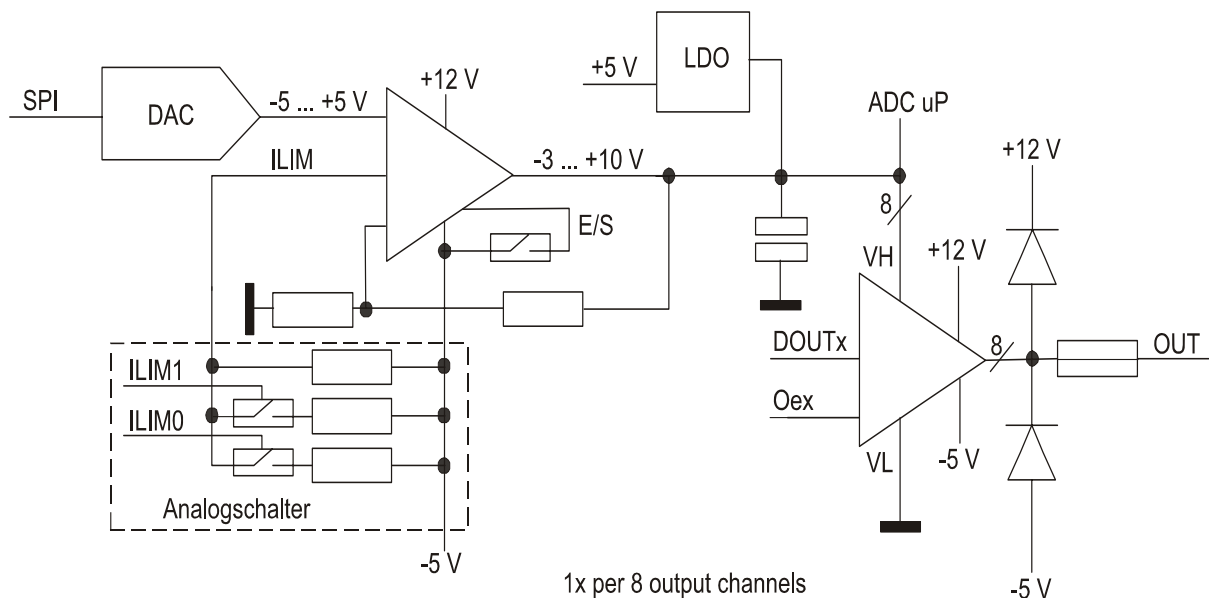 LDO
+5 V
SPI
DAC
-5 ... +5 V
+12 V
ADC uP
ILIM
-3 ... +10 V
+12 V
8
E/S
VH
+12 V
DOUTx
8
OUT
ILIM1
Oex
ILIM0
VL
-5 V
Analogschalter
-5 V
1x per 8 output channels
-5 V